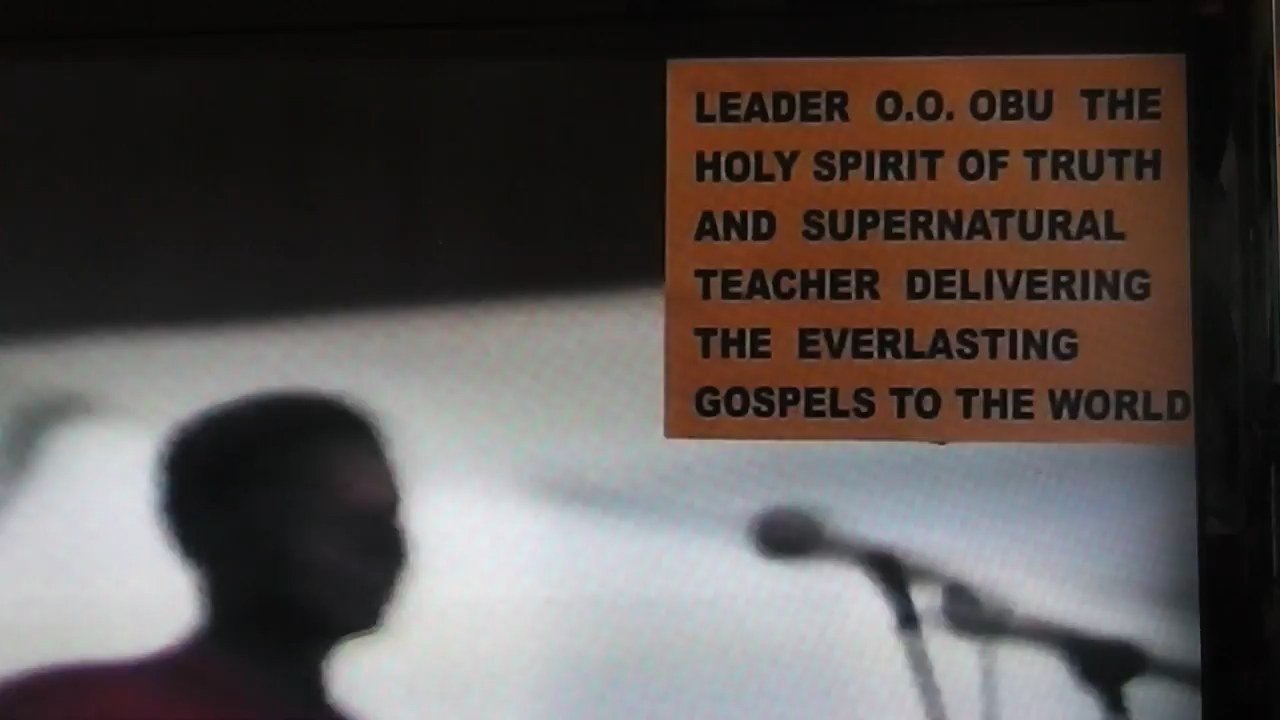 LEADER O.O. OBU THE
HOLY SPIRIT OF TRUTH
AND SUPERNATURAL
TEACHER DELIVERING
THE EVERLASTING
GOSPELS TO THE WORLD